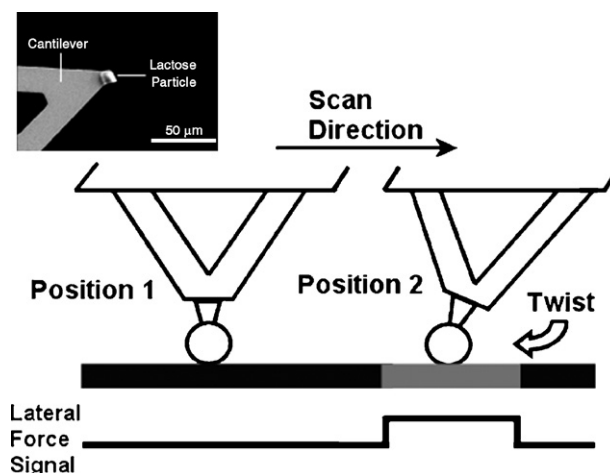 Cantilever
Lactose
Particle
50 μm
Scan
Direction
Position 1
Position 2
Twist
Lateral
Force
Signal